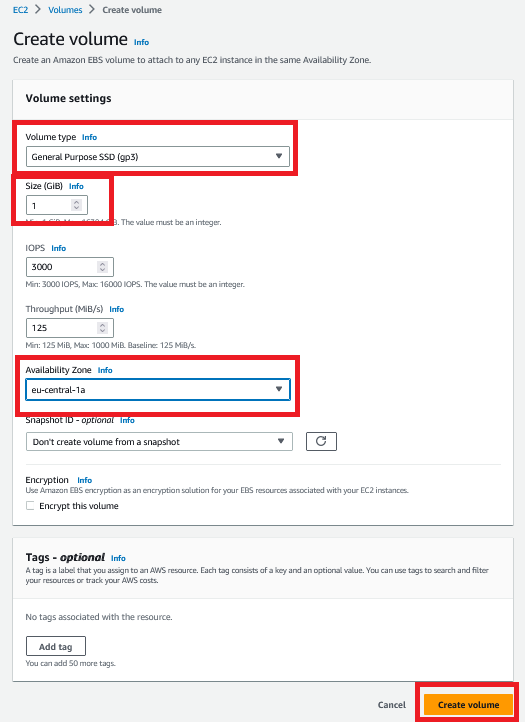 EC2 > Volumes > Create volume
Create volume Info
Create an Amazon EBS volume to attach to any EC2 instance in the same Availability Zone.
Volume settings
Volume type Info
General Purpose SSD (gp3)
Size (GiB) Info
1
The value must be an integer.
IOPS Info
3000
Min: 3000 IOPS, Max: 16000 IOPS. The value must be an integer.
Throughput (MiB/s) Info
125
Min: 125 MiB, Max: 1000 MiB. Baseline: 125 MiB/s.
Availability Zone Info
eu-central-1a
Snapshot ID - optional Info
Don't create volume from a snapshot
Encryption Info
Use Amazon EBS encryption as an encryption solution for your EBS resources associated with your EC2 instances.
Encrypt this volume
Tags - optional Info
A tag is a label that you assign to an AWS resource. Each tag consists of a key and an optional value. You can use tags to search and filter
your resources or track your AWS costs.
No tags associated with the resource.
Add tag
You can add 50 more tags.
Cancel Create volume